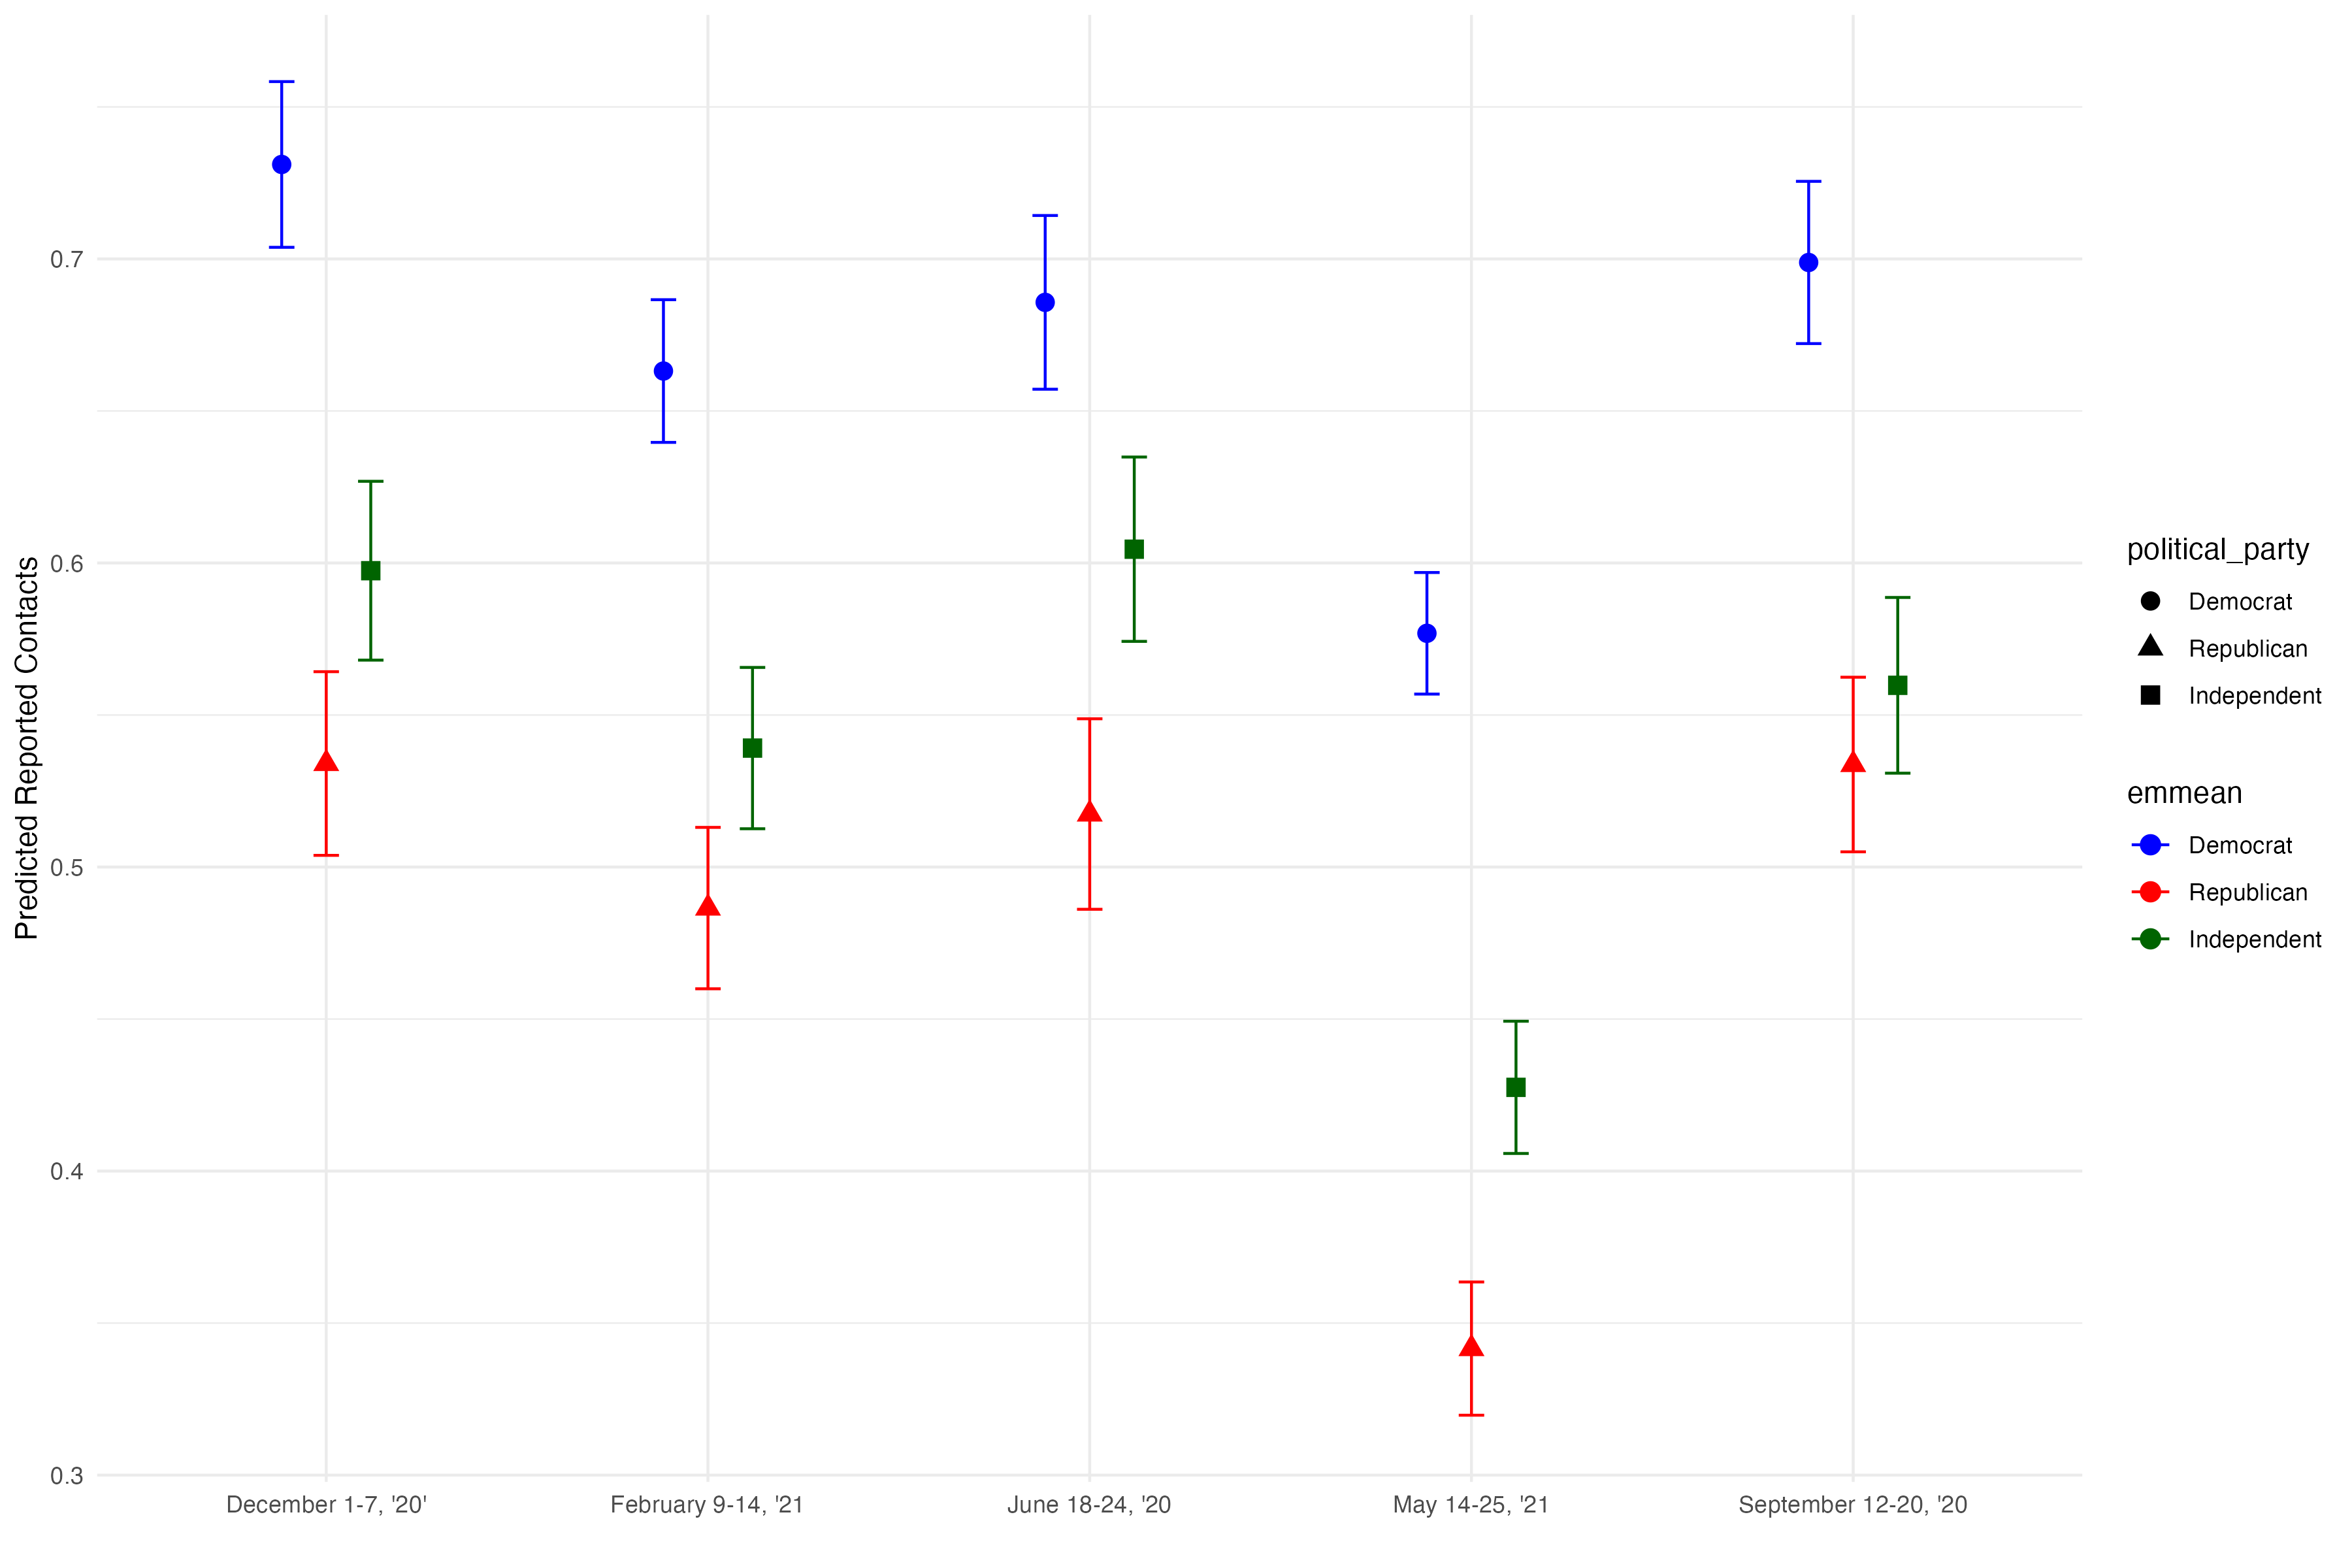 Predicted Reported Contacts
0.7
0.6
0.5
0.4
0.3
December 1-7, '20'
February 9-14, '21
June 18-24, '20
May 14-25, '21
September 12-20, '20
political_party
Democrat
Republican
Independent
emmean
Democrat
Republican
Independent